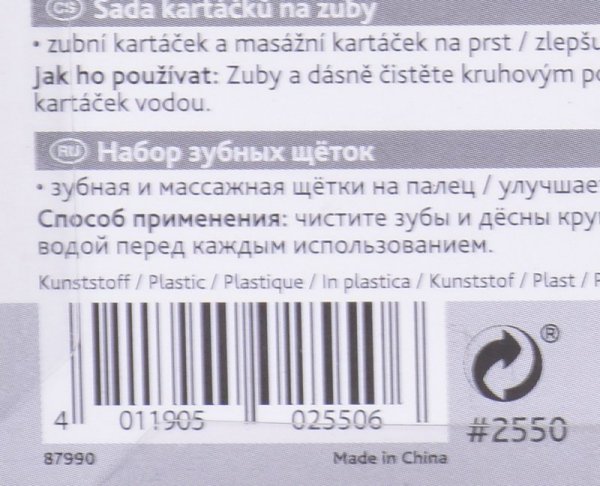 CS Sada kartáčků na zuby
• zubní kartáček a masážní kartáček na prst / zlepšu
Jak ho používat: Zuby a dásně čistěte kruhovým po
kartáček vodou.
RU Набор зубных щёток
• зубная и массажная щётки на палец / улучшает
Способ применения: чистите зубы и дёсны кру
водой перед каждым использованием.
Kunststoff / Plastic / Plastique / In plastica / Kunststof / Plast / P
®
4 011905 025506
#2550
87990 Made in China